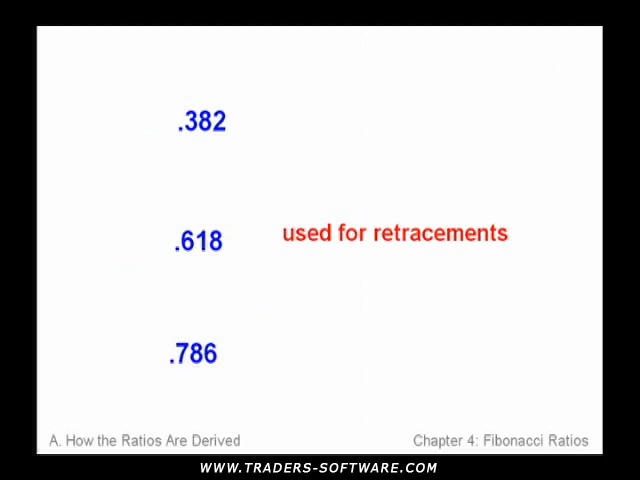 .382
.618
used for retracements
.786
A. How the Ratios Are Derived
Chapter 4: Fibonacci Ratios
WWW.TRADERS-SOFTWARE.COM